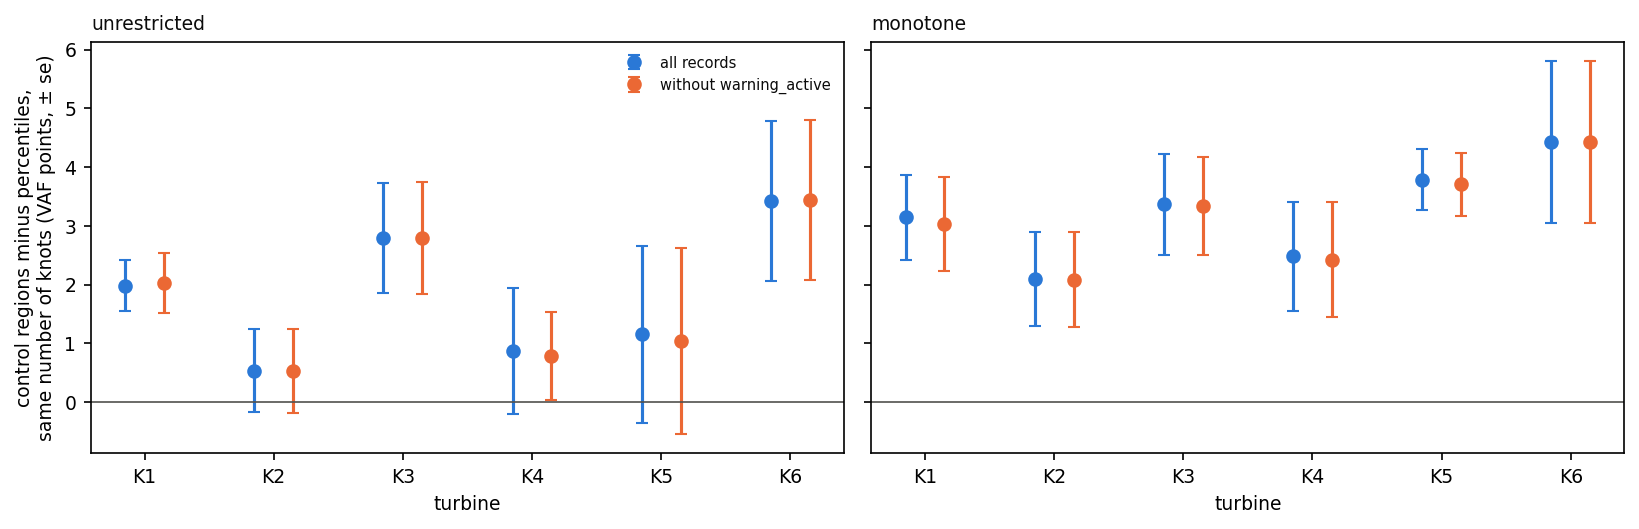 unrestricted
monotone
control regions minus percentiles,
same number of knots (VAF points, ± se)
6
5
4
3
2
1
0
all records
without warning_active
K1 K2 K3 K4 K5 K6
K1 K2 K3 K4 K5 K6
turbine
turbine